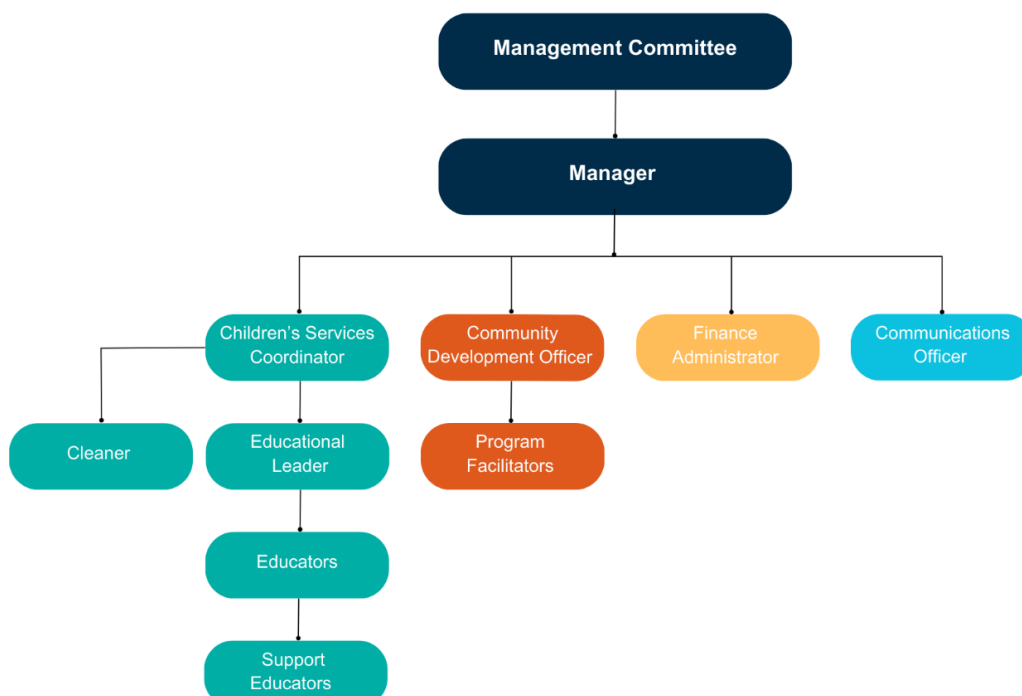 Management Committee
Manager
Children’s Services
Coordinator
Community
Development Officer
Finance
Administrator
Communications
Officer
Cleaner
Educational
Leader
Program
Facilitators
Educators
Support
Educators